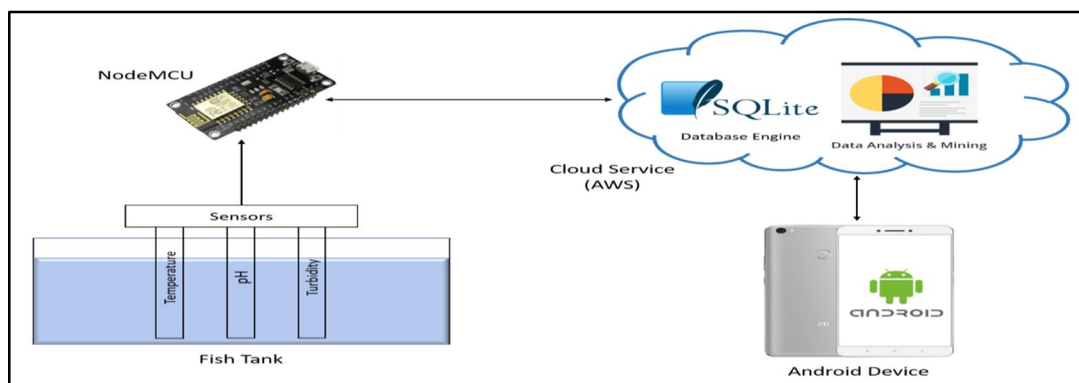 NodeMCU
SQLite
Database Engine
Data Analysis & Mining
Cloud Service
(AWS)
Sensors
Temperature
pH
Turbidity
Fish Tank
MI
ANDROID
Android Device